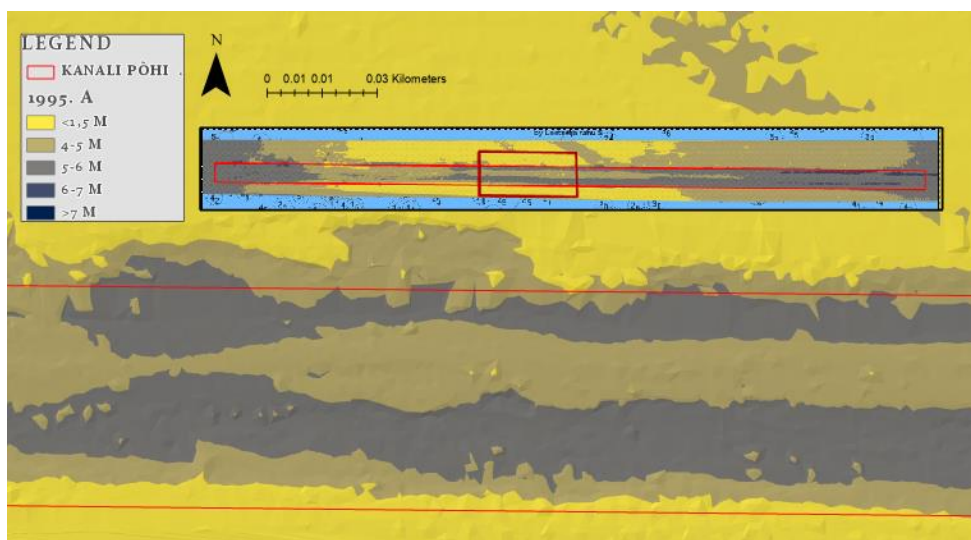 LEGEND
KANALI PÕHI .
1995. A
<1,5 M
4-5 M
5-6 M
6-7 M
>7 M
N
0 0.01 0.01 0.03 Kilometers